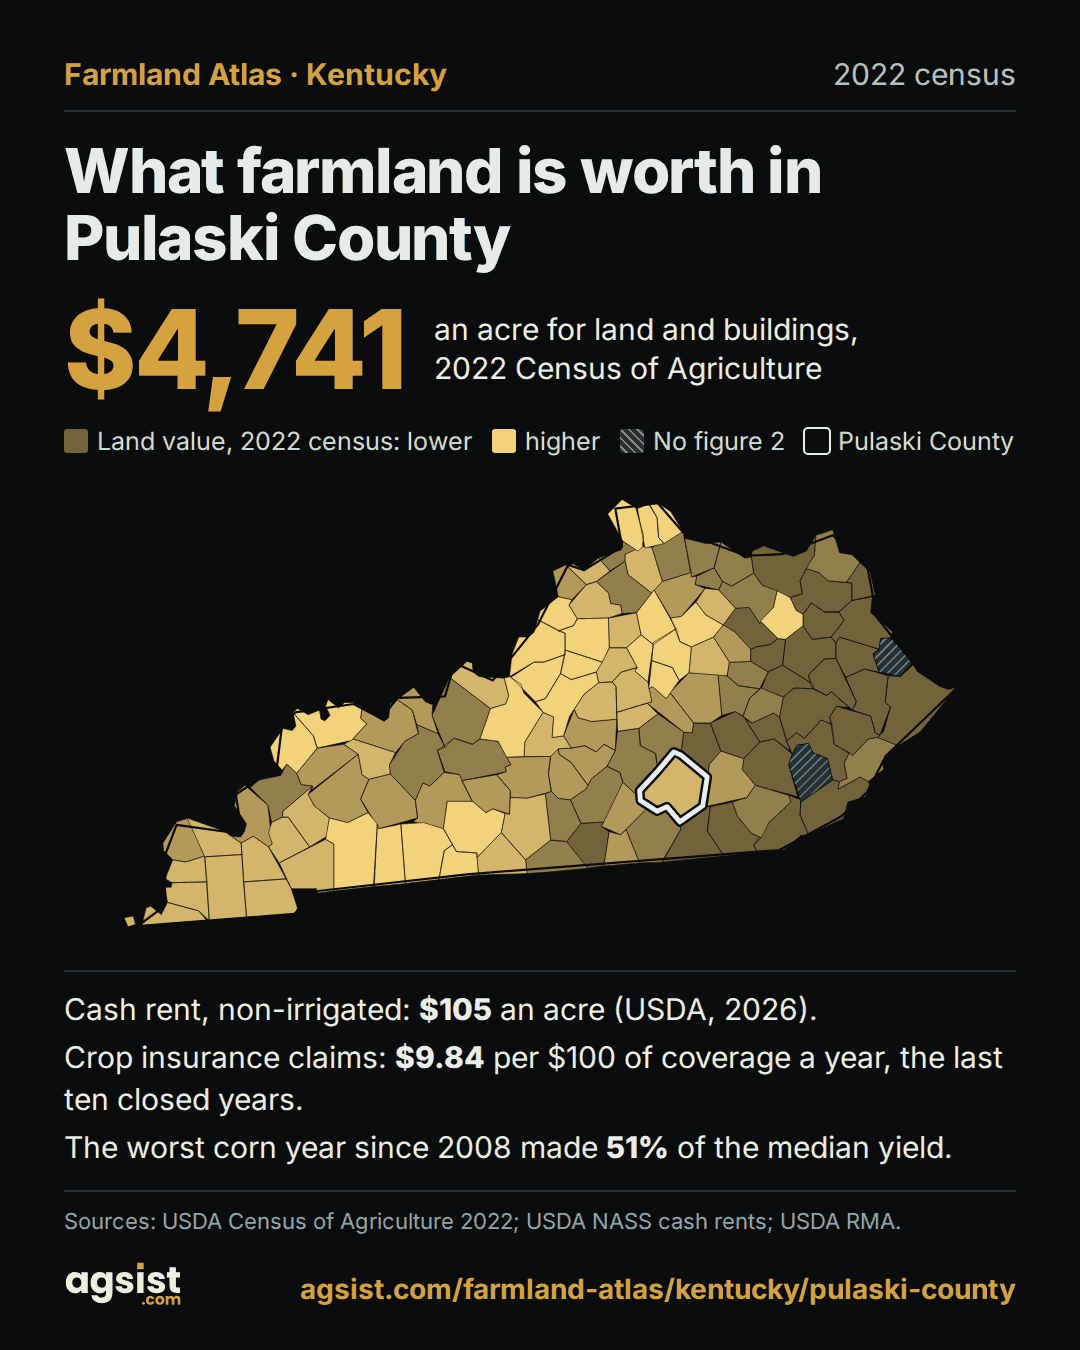 Farmland Atlas · Kentucky
2022 census
What farmland is worth in
Pulaski County
$4,741
an acre for land and buildings,
2022 Census of Agriculture
Land value, 2022 census: lower
higher
No figure 2
Pulaski County
Cash rent, non-irrigated: $105 an acre (USDA, 2026).
Crop insurance claims: $9.84 per $100 of coverage a year, the last
ten closed years.
The worst corn year since 2008 made 51% of the median yield.
Sources: USDA Census of Agriculture 2022; USDA NASS cash rents; USDA RMA.
agsist
.com
agsist.com/farmland-atlas/kentucky/pulaski-county